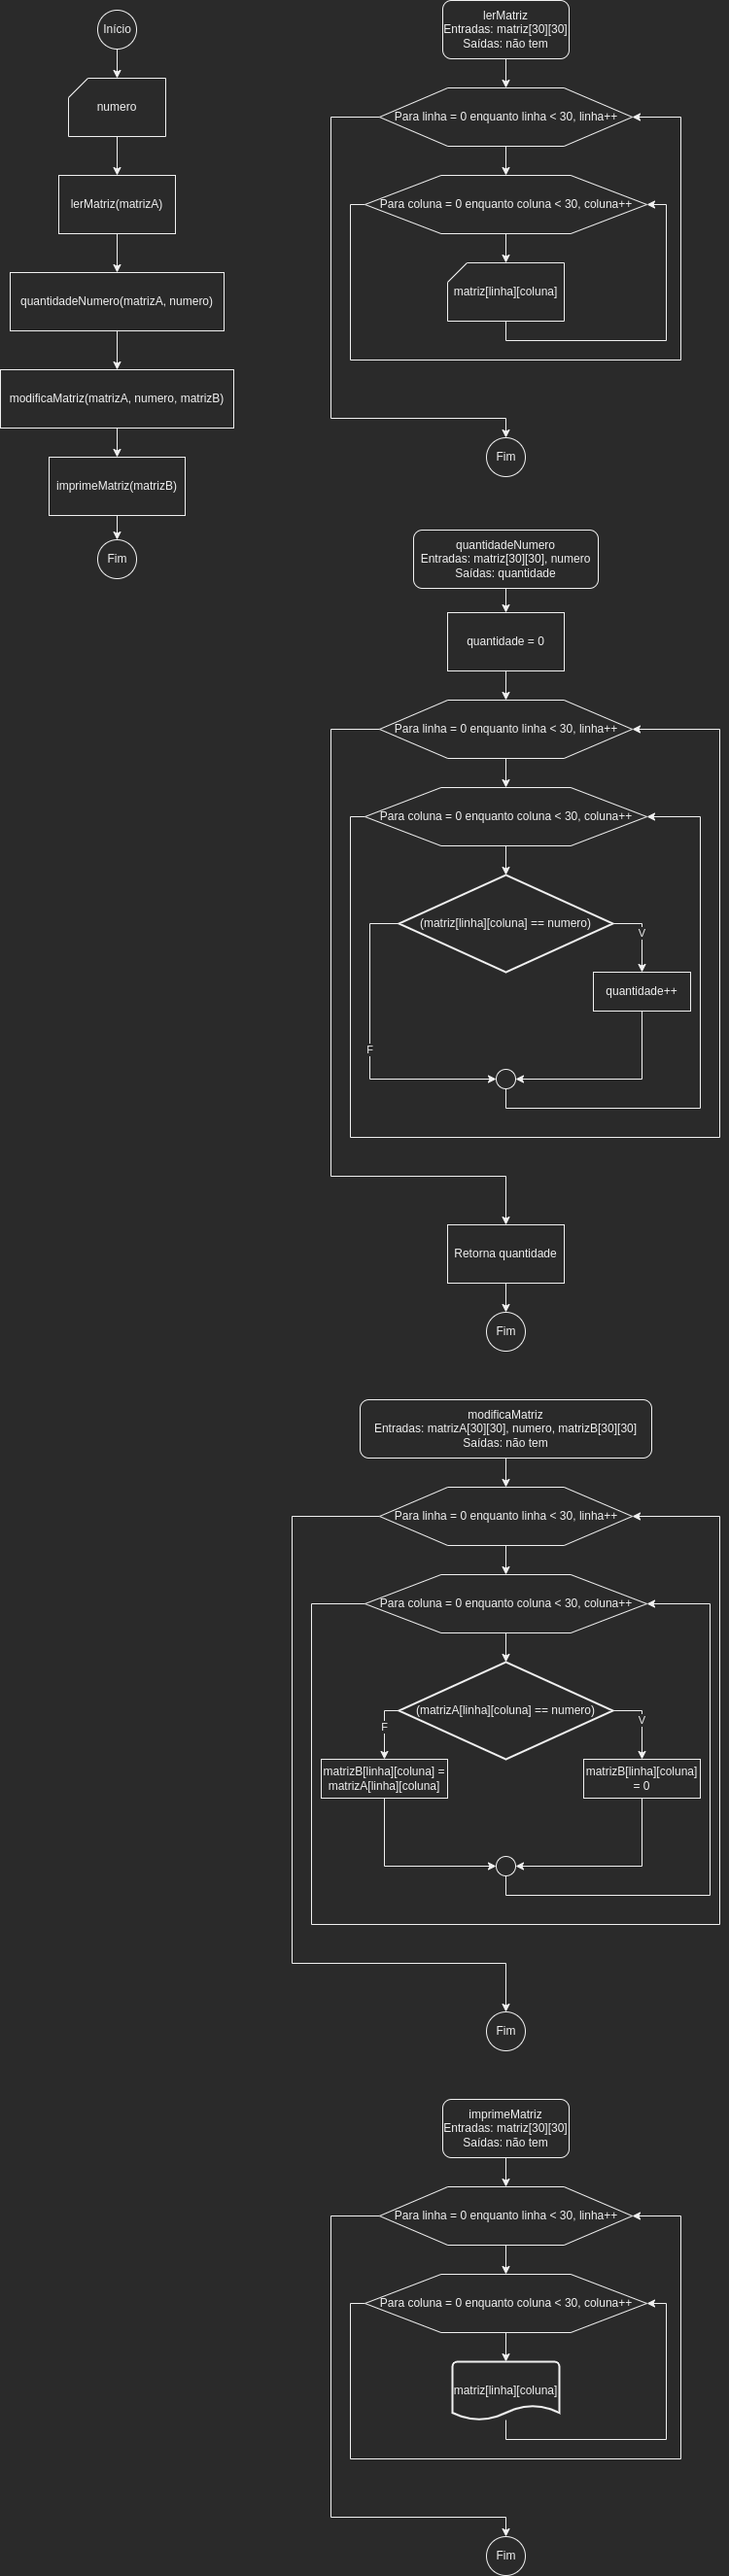 Início
numero
lerMatriz(matrizA)
quantidadeNumero(matrizA, numero)
modificaMatriz(matrizA, numero, matrizB)
imprimeMatriz(matrizB)
Fim
lerMatriz
Entradas: matriz[30][30]
Saídas: não tem
Para linha = 0 enquanto linha < 30, linha++
Para coluna = 0 enquanto coluna < 30, coluna++
matriz[linha][coluna]
Fim
quantidadeNumero
Entradas: matriz[30][30], numero
Saídas: quantidade
quantidade = 0
Para linha = 0 enquanto linha < 30, linha++
Para coluna = 0 enquanto coluna < 30, coluna++
(matriz[linha][coluna] == numero)
V
quantidade++
F
Retorna quantidade
Fim
modificaMatriz
Entradas: matrizA[30][30], numero, matrizB[30][30]
Saídas: não tem
Para linha = 0 enquanto linha < 30, linha++
Para coluna = 0 enquanto coluna < 30, coluna++
(matrizA[linha][coluna] == numero)
F
V
matrizB[linha][coluna] =
matrizA[linha][coluna]
matrizB[linha][coluna]
= 0
Fim
imprimeMatriz
Entradas: matriz[30][30]
Saídas: não tem
Para linha = 0 enquanto linha < 30, linha++
Para coluna = 0 enquanto coluna < 30, coluna++
matriz[linha][coluna]
Fim